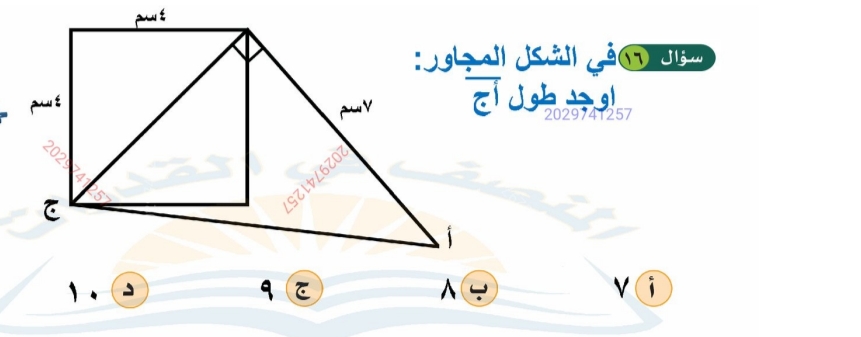 سؤال ١٦ في الشكل المجاور:
اوجد طول أج
2029741257
٤سم
٤سم
٧سم
2029741257
2029741257
ج
أ
أ ٧
ب ٨
ج ٩
د ١٠